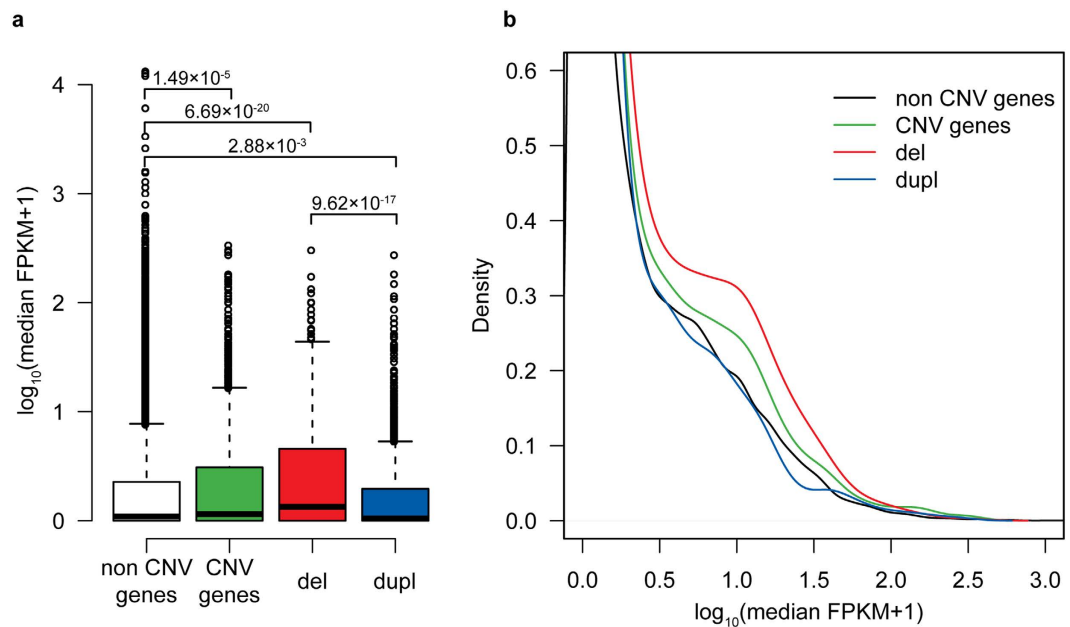 a
b
1.49×10⁻⁵
6.69×10⁻²⁰
2.88×10⁻³
9.62×10⁻¹⁷
4
3
2
1
0
log₁₀(median FPKM+1)
non CNV
genes
CNV
genes
del
dupl
non CNV genes
CNV genes
del
dupl
0.6
0.5
0.4
0.3
0.2
0.1
0.0
Density
0.0 0.5 1.0 1.5 2.0 2.5 3.0
log₁₀(median FPKM+1)